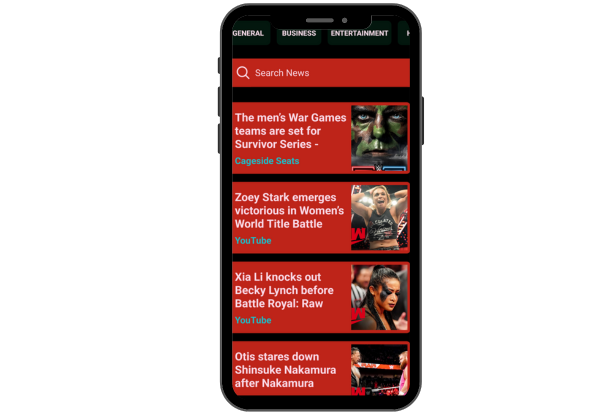 GENERAL BUSINESS ENTERTAINMENT
Search News
The men's War Games
teams are set for
Survivor Series -
Cageside Seats
Zoey Stark emerges
victorious in Women's
World Title Battle
YouTube
Xia Li knocks out
Becky Lynch before
Battle Royal: Raw
YouTube
Otis stares down
Shinsuke Nakamura
after Nakamura